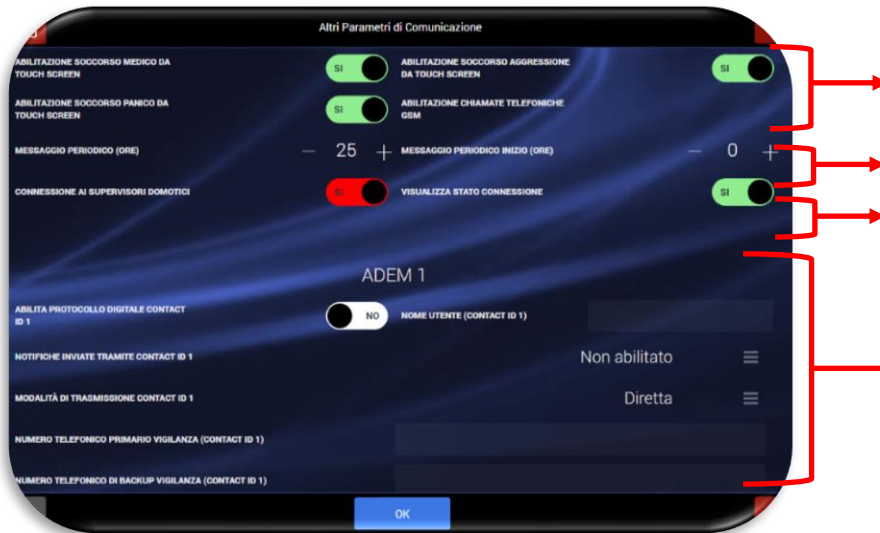 Altri Parametri di Comunicazione
ABILITAZIONE SOCCORSO MEDICO DA
TOUCH SCREEN
SI
ABILITAZIONE SOCCORSO AGGRESSIONE
DA TOUCH SCREEN
SI
ABILITAZIONE SOCCORSO PANICO DA
TOUCH SCREEN
SI
ABILITAZIONE CHIAMATE TELEFONICHE
GSM
MESSAGGIO PERIODICO (ORE)
− 25 +
MESSAGGIO PERIODICO INIZIO (ORE)
− 0 +
CONNESSIONE AI SUPERVISORI DOMOTICI
SI
VISUALIZZA STATO CONNESSIONE
SI
ADEM 1
ABILITA PROTOCOLLO DIGITALE CONTACT
ID 1
NO
NOME UTENTE (CONTACT ID 1)
NOTIFICHE INVIATE TRAMITE CONTACT ID 1
Non abilitato
MODALITÀ DI TRASMISSIONE CONTACT ID 1
Diretta
NUMERO TELEFONICO PRIMARIO VIGILANZA (CONTACT ID 1)
NUMERO TELEFONICO DI BACKUP VIGILANZA (CONTACT ID 1)
OK